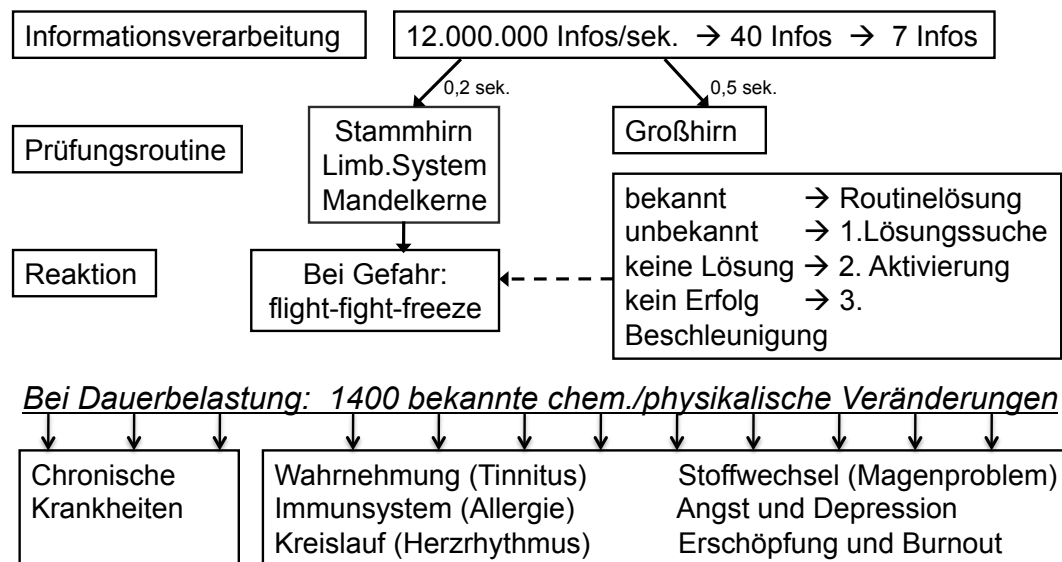 Informationsverarbeitung
12.000.000 Infos/sek. → 40 Infos → 7 Infos
0,2 sek.
0,5 sek.
Prüfungsroutine
Stammhirn
Limb.System
Mandelkerne
Großhirn
bekannt → Routinelösung
unbekannt → 1.Lösungssuche
keine Lösung → 2. Aktivierung
kein Erfolg → 3.
Beschleunigung
Reaktion
Bei Gefahr:
flight-fight-freeze
Bei Dauerbelastung: 1400 bekannte chem./physikalische Veränderungen
Chronische
Krankheiten
Wahrnehmung (Tinnitus)
Immunsystem (Allergie)
Kreislauf (Herzrhythmus)
Stoffwechsel (Magenproblem)
Angst und Depression
Erschöpfung und Burnout